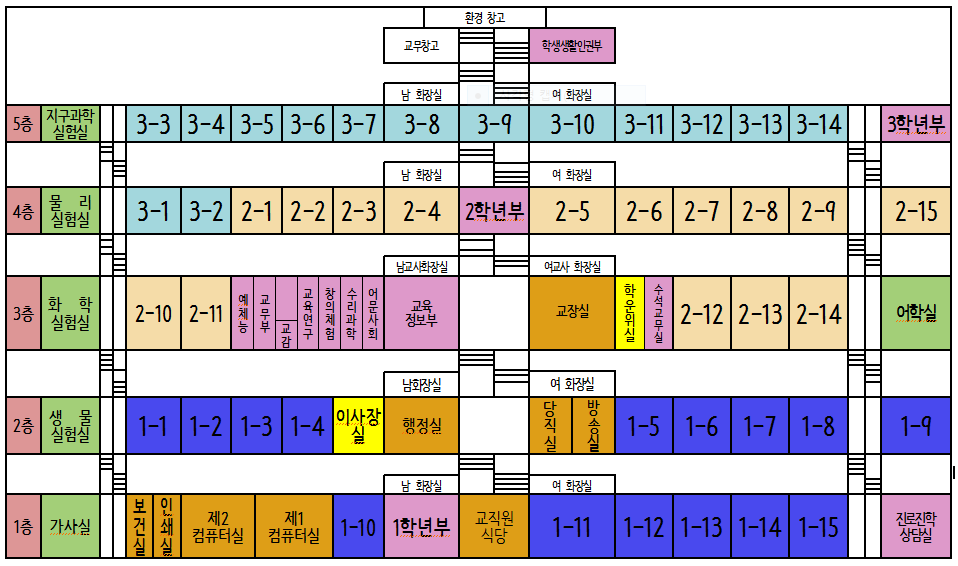 환경 창고
교무창고
학생생활인권부
남 화장실
여 화장실
5층
지구과학
실험실
3-3
3-4
3-5
3-6
3-7
3-8
3-9
3-10
3-11
3-12
3-13
3-14
3학년부
남 화장실
여 화장실
4층
물 리
실험실
3-1
3-2
2-1
2-2
2-3
2-4
2학년부
2-5
2-6
2-7
2-8
2-9
2-15
남교사화장실
여교사 화장실
3층
화 학
실험실
2-10
2-11
예체능
교무부
교감
교육연구
창의체험
수리과학
어문사회
교육
정보부
교장실
학운위실
수석교무실
2-12
2-13
2-14
어학실
남화장실
여 화장실
2층
생 물
실험실
1-1
1-2
1-3
1-4
이사장
실
행정실
당직실
방송실
1-5
1-6
1-7
1-8
1-9
남 화장실
여 화장실
1층
가사실
보건실
인쇄실
제2
컴퓨터실
제1
컴퓨터실
1-10
1학년부
교직원
식당
1-11
1-12
1-13
1-14
1-15
진로진학
상담실